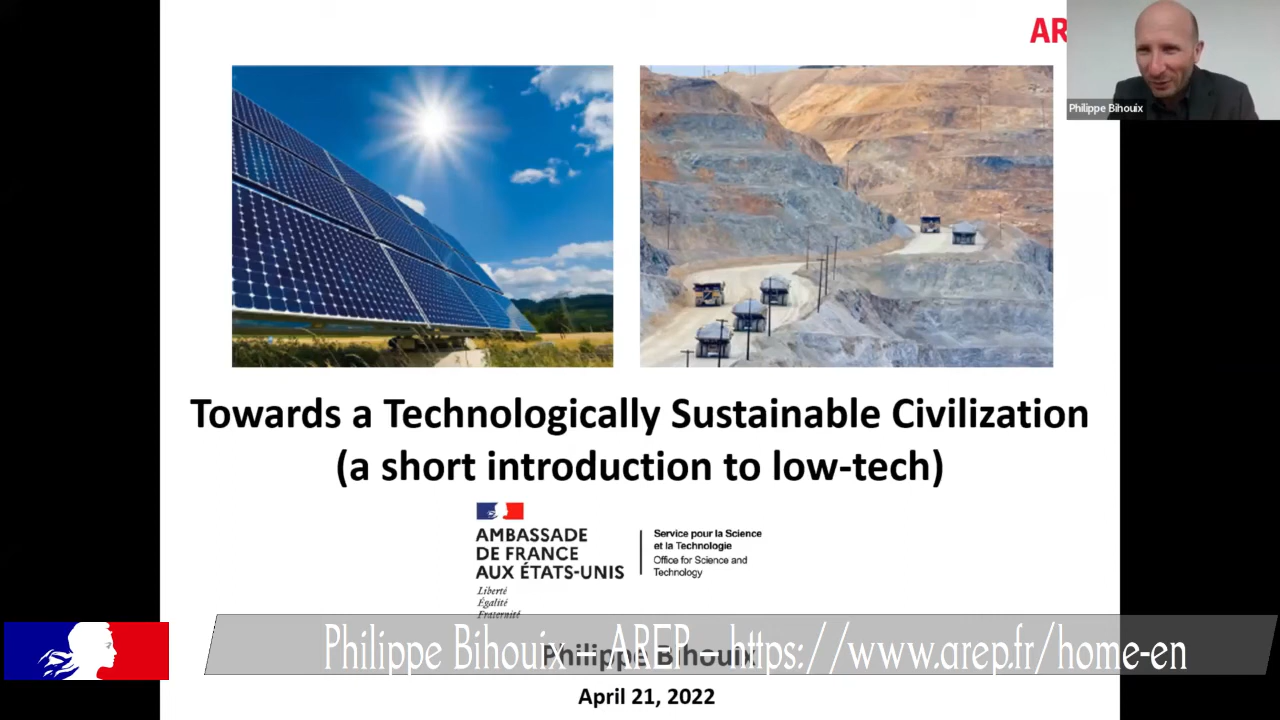 AR
Philippe Bihouix
Towards a Technologically Sustainable Civilization
(a short introduction to low-tech)
AMBASSADE
DE FRANCE
AUX ÉTATS-UNIS
Liberté
Égalité
Fraternité
Service pour la Science
et la Technologie
Office for Science and
Technology
Philippe Bihouix – AREP – https://www.arep.fr/home-en
Philippe Bihouix
April 21, 2022